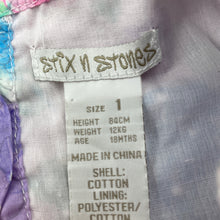 stix n stones
SIZE 1
HEIGHT 80CM
WEIGHT 12KG
AGE 18MTHS
MADE IN CHINA
SHELL:
COTTON
LINING:
POLYESTER/
COTTON